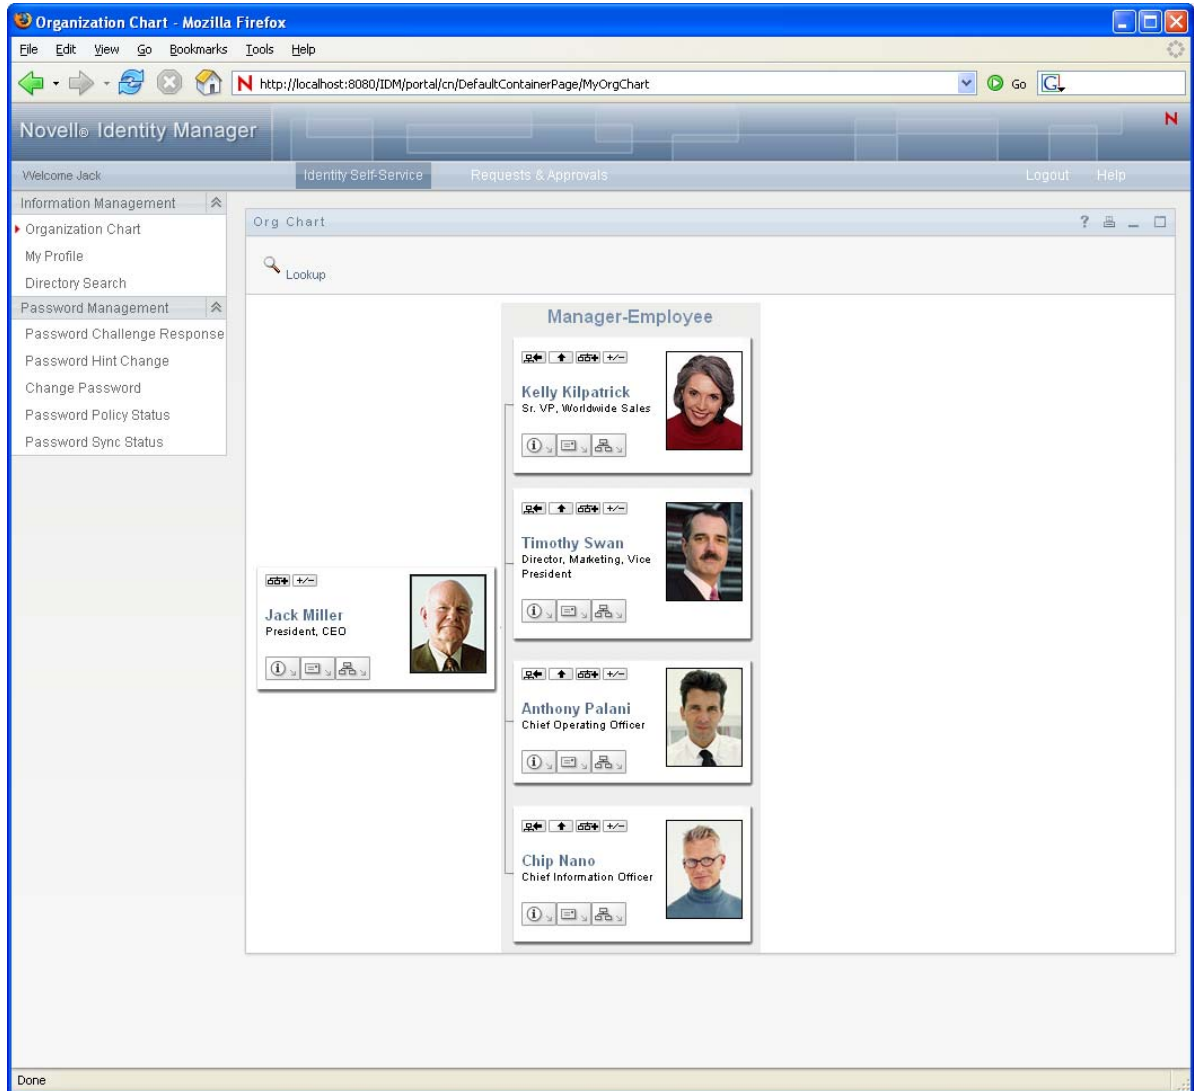 Organization Chart - Mozilla Firefox
File Edit View Go Bookmarks Tools Help
http://localhost:8080/IDM/portal/cn/DefaultContainerPage/MyOrgChart Go G
Novell® Identity Manager N
Welcome Jack Identity Self-Service Requests & Approvals Logout Help
Information Management
Organization Chart
My Profile
Directory Search
Password Management
Password Challenge Response
Password Hint Change
Change Password
Password Policy Status
Password Sync Status
Org Chart ?
Lookup
Manager-Employee
+/-
Kelly Kilpatrick
Sr. VP, Worldwide Sales
+/-
Timothy Swan
Director, Marketing, Vice
President
+/-
Jack Miller
President, CEO
+/-
Anthony Palani
Chief Operating Officer
+/-
Chip Nano
Chief Information Officer
Done